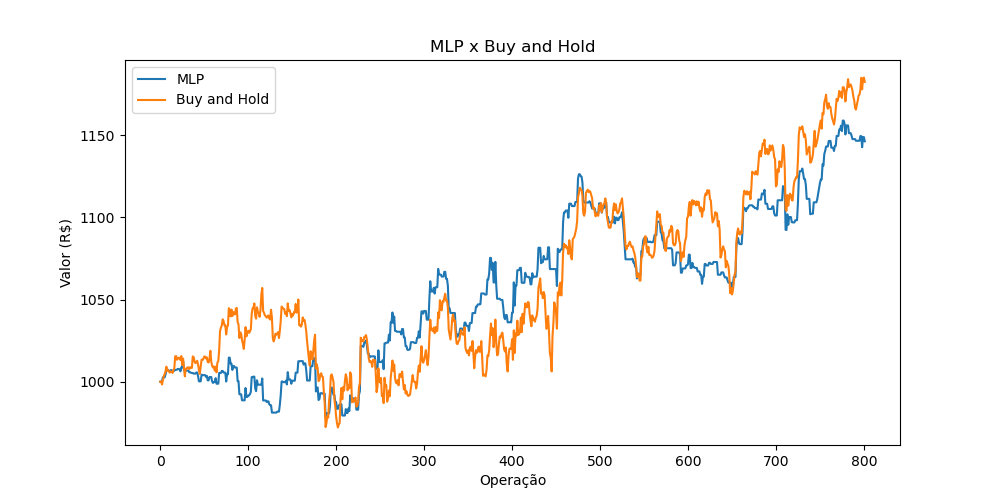 MLP x Buy and Hold
MLP
Buy and Hold
Valor (R$)
1150
1100
1050
1000
0 100 200 300 400 500 600 700 800
Operação